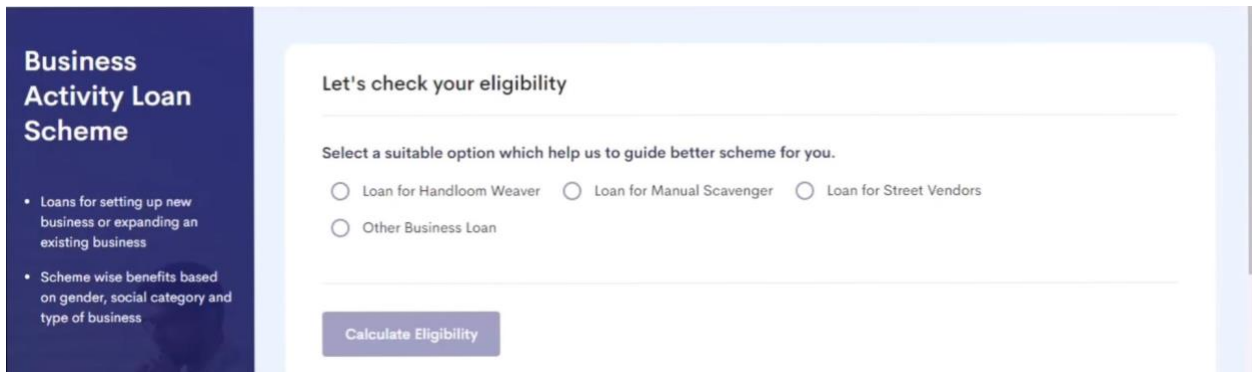 Business
Activity Loan
Scheme
• Loans for setting up new
business or expanding an
existing business
• Scheme wise benefits based
on gender, social category and
type of business
Let's check your eligibility
Select a suitable option which help us to guide better scheme for you.
Loan for Handloom Weaver Loan for Manual Scavenger Loan for Street Vendors
Other Business Loan
Calculate Eligibility